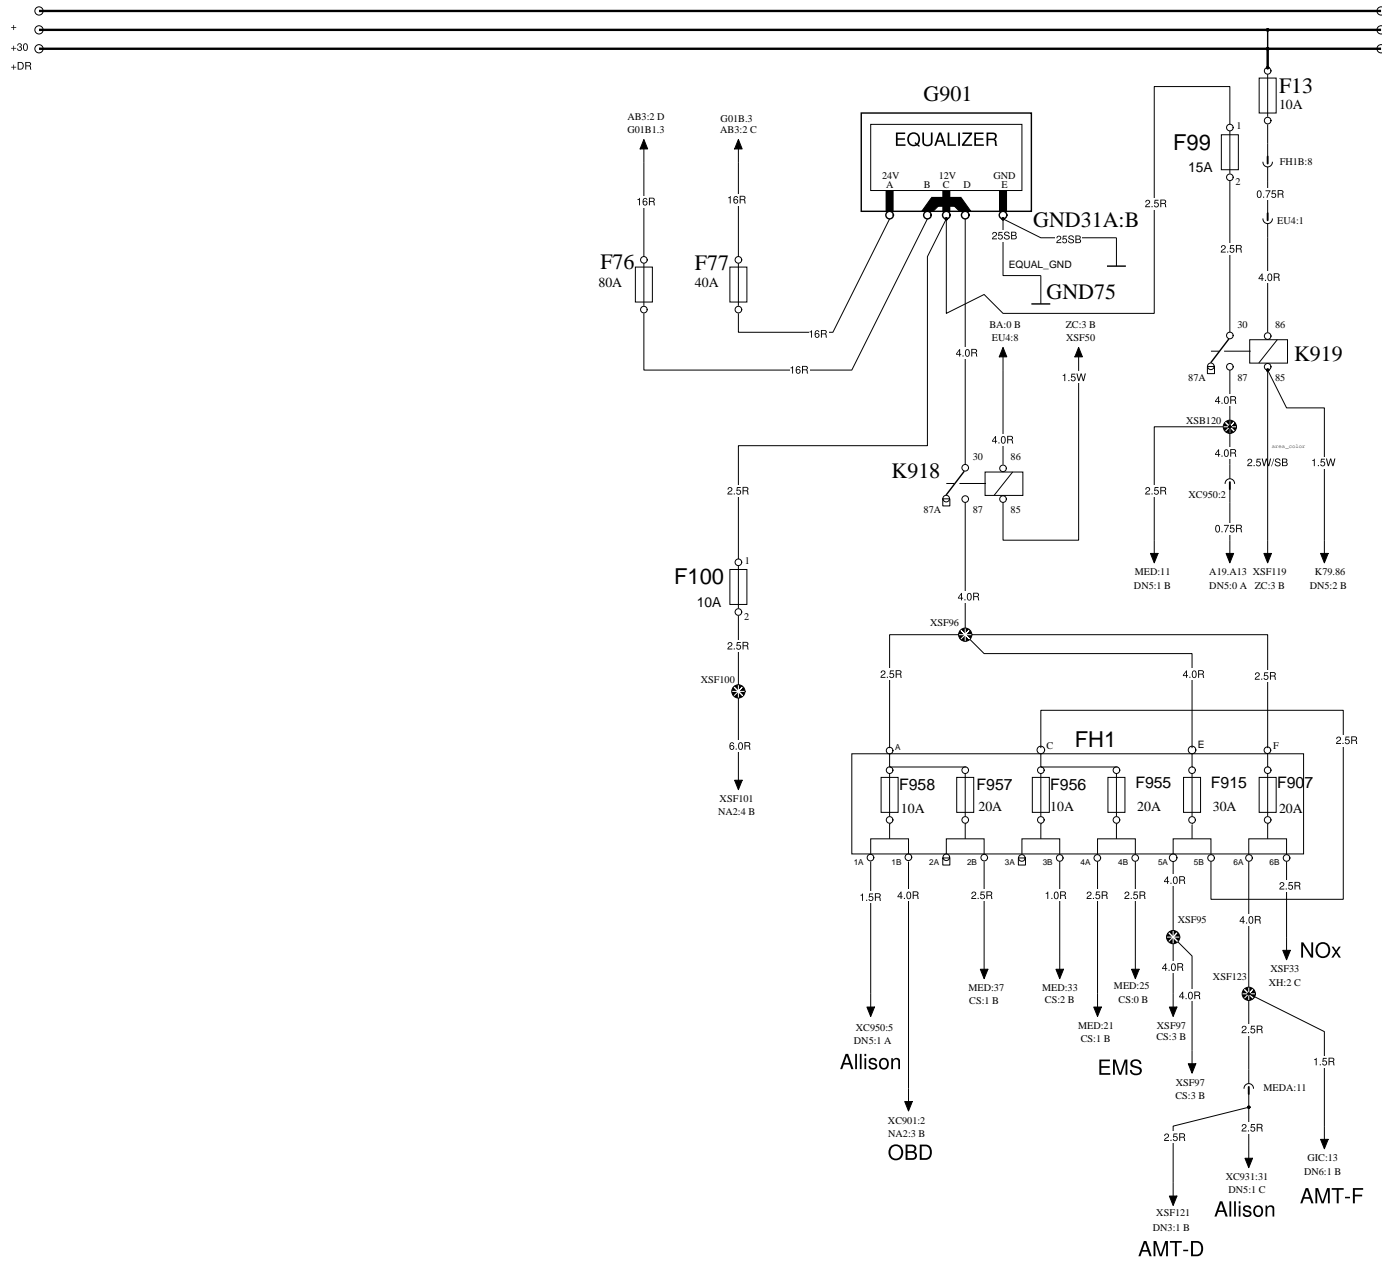 +
+30
+DR
F13
10A
G901
AB3:2 D
G01B1.3
G01B.3
AB3:2 C
EQUALIZER
F99
15A
1
2
FH1B:8
24V
12V
GND
A
B
C
D
E
16R
16R
2.5R
0.75R
GND31A:B
EU4:1
25SB
25SB
2.5R
EQUAL_GND
F76
80A
F77
40A
4.0R
GND75
16R
BA:0 B
EU4:8
ZC:3 B
XSF50
30
86
4.0R
K919
16R
1.5W
87A
87
85
4.0R
XSB120
4.0R
area_color
4.0R
30
86
2.5W/SB
1.5W
K918
2.5R
2.5R
XC950:2
87A
87
85
0.75R
1
F100
10A
2
MED:11
DN5:1 B
A19.A13
DN5:0 A
XSF119
ZC:3 B
K79.86
DN5:2 B
4.0R
XSF96
2.5R
XSF100
2.5R
4.0R
2.5R
6.0R
A
C
FH1
E
F
2.5R
F958
10A
F957
20A
F956
10A
F955
20A
F915
30A
F907
20A
XSF101
NA2:4 B
1A
1B
2A
2B
3A
3B
4A
4B
5A
5B
6A
6B
4.0R
2.5R
1.5R
4.0R
2.5R
1.0R
2.5R
2.5R
XSF95
4.0R
NOx
4.0R
XSF33
XH:2 C
XSF123
MED:37
CS:1 B
MED:33
CS:2 B
MED:25
CS:0 B
4.0R
XC950:5
DN5:1 A
MED:21
CS:1 B
XSF97
CS:3 B
2.5R
Allison
EMS
1.5R
XSF97
CS:3 B
MEDA:11
XC901:2
NA2:3 B
OBD
2.5R
2.5R
GIC:13
DN6:1 B
AMT-F
XC931:31
DN5:1 C
Allison
XSF121
DN3:1 B
AMT-D